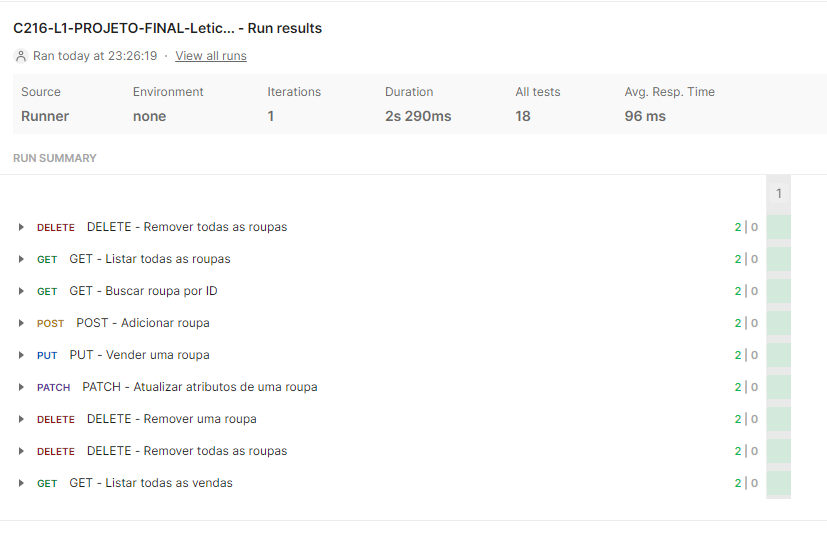 C216-L1-PROJETO-FINAL-Letic... - Run results
Ran today at 23:26:19 · View all runs
Source Environment Iterations Duration All tests Avg. Resp. Time
Runner none 1 2s 290ms 18 96 ms
RUN SUMMARY
1
DELETE DELETE - Remover todas as roupas 2 | 0
GET GET - Listar todas as roupas 2 | 0
GET GET - Buscar roupa por ID 2 | 0
POST POST - Adicionar roupa 2 | 0
PUT PUT - Vender uma roupa 2 | 0
PATCH PATCH - Atualizar atributos de uma roupa 2 | 0
DELETE DELETE - Remover uma roupa 2 | 0
DELETE DELETE - Remover todas as roupas 2 | 0
GET GET - Listar todas as vendas 2 | 0